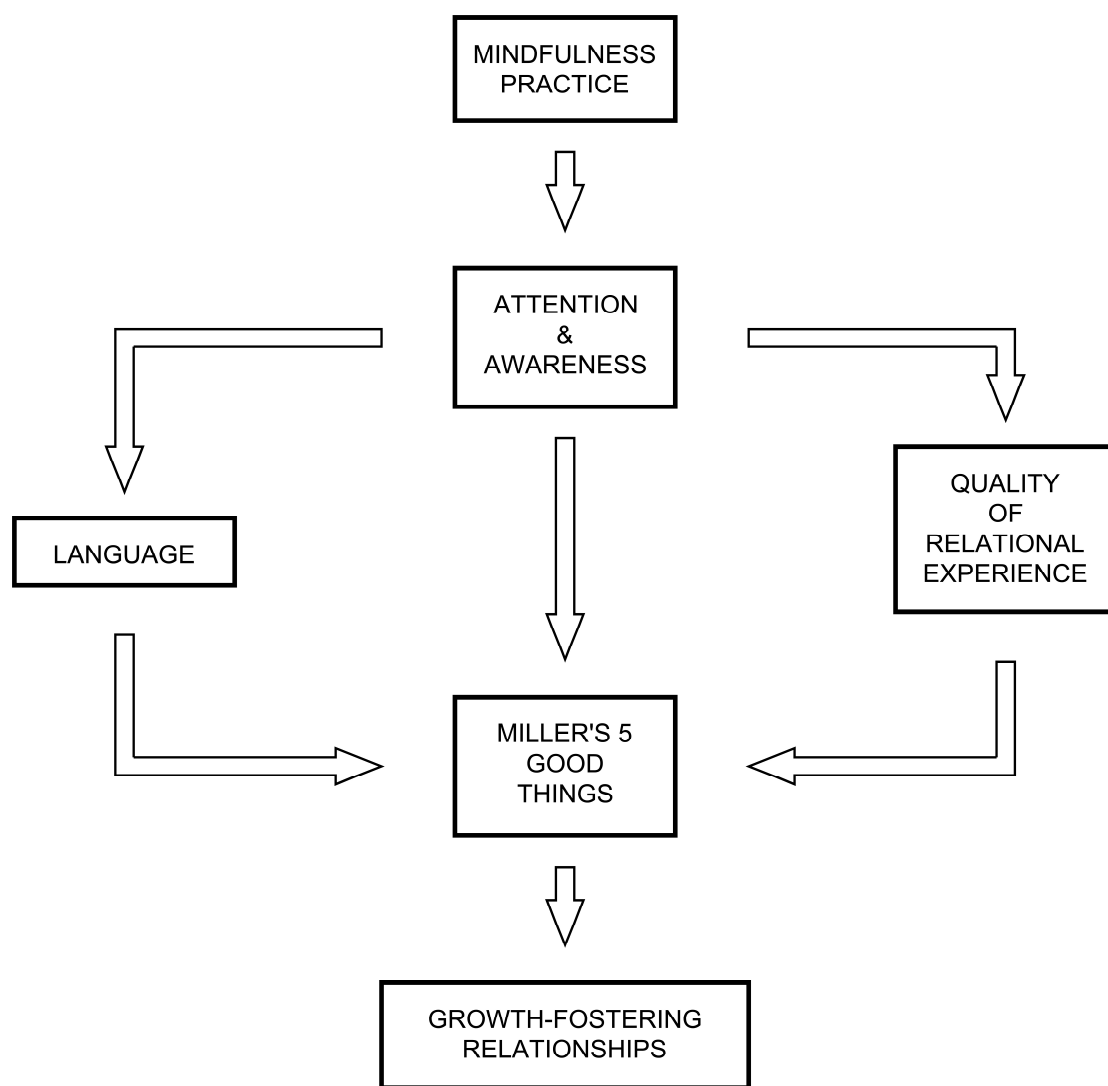 MINDFULNESS
PRACTICE
ATTENTION
&
AWARENESS
LANGUAGE
QUALITY
OF
RELATIONAL
EXPERIENCE
MILLER'S 5
GOOD
THINGS
GROWTH-FOSTERING
RELATIONSHIPS